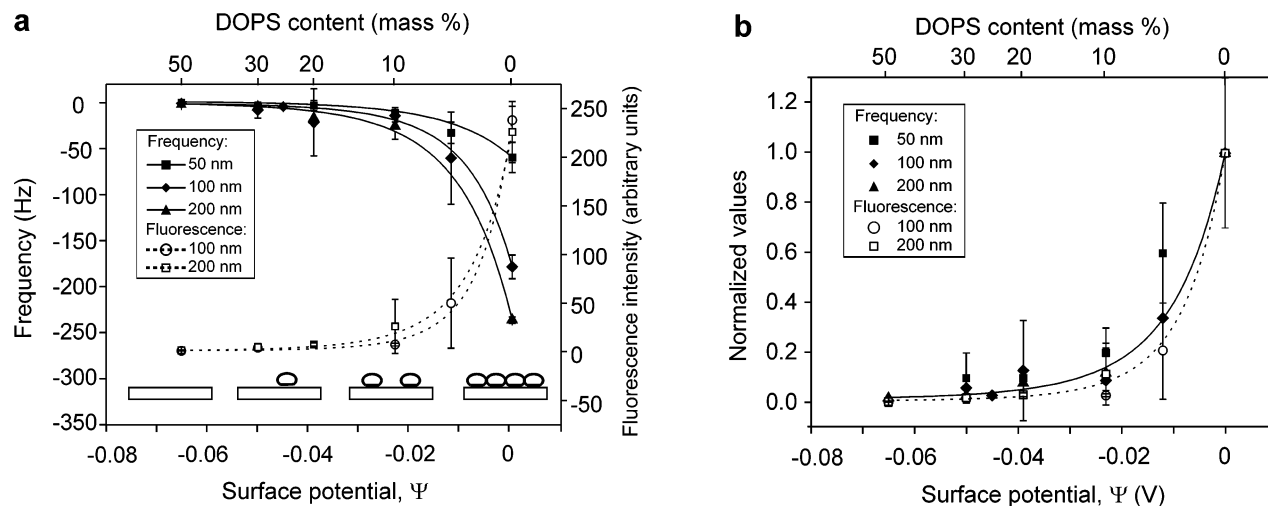 a
DOPS content (mass %)
50 30 20 10 0
0
-50
-100
-150
-200
-250
-300
-350
Frequency (Hz)
Frequency:
50 nm
100 nm
200 nm
Fluorescence:
100 nm
200 nm
250
200
150
100
50
0
-50
Fluorescence intensity (arbitrary units)
-0.08 -0.06 -0.04 -0.02 0
Surface potential, Ψ
b
DOPS content (mass %)
50 30 20 10 0
1.2
1.0
0.8
0.6
0.4
0.2
0.0
Normalized values
Frequency:
50 nm
100 nm
200 nm
Fluorescence:
100 nm
200 nm
-0.08 -0.06 -0.04 -0.02 0
Surface potential, Ψ (V)